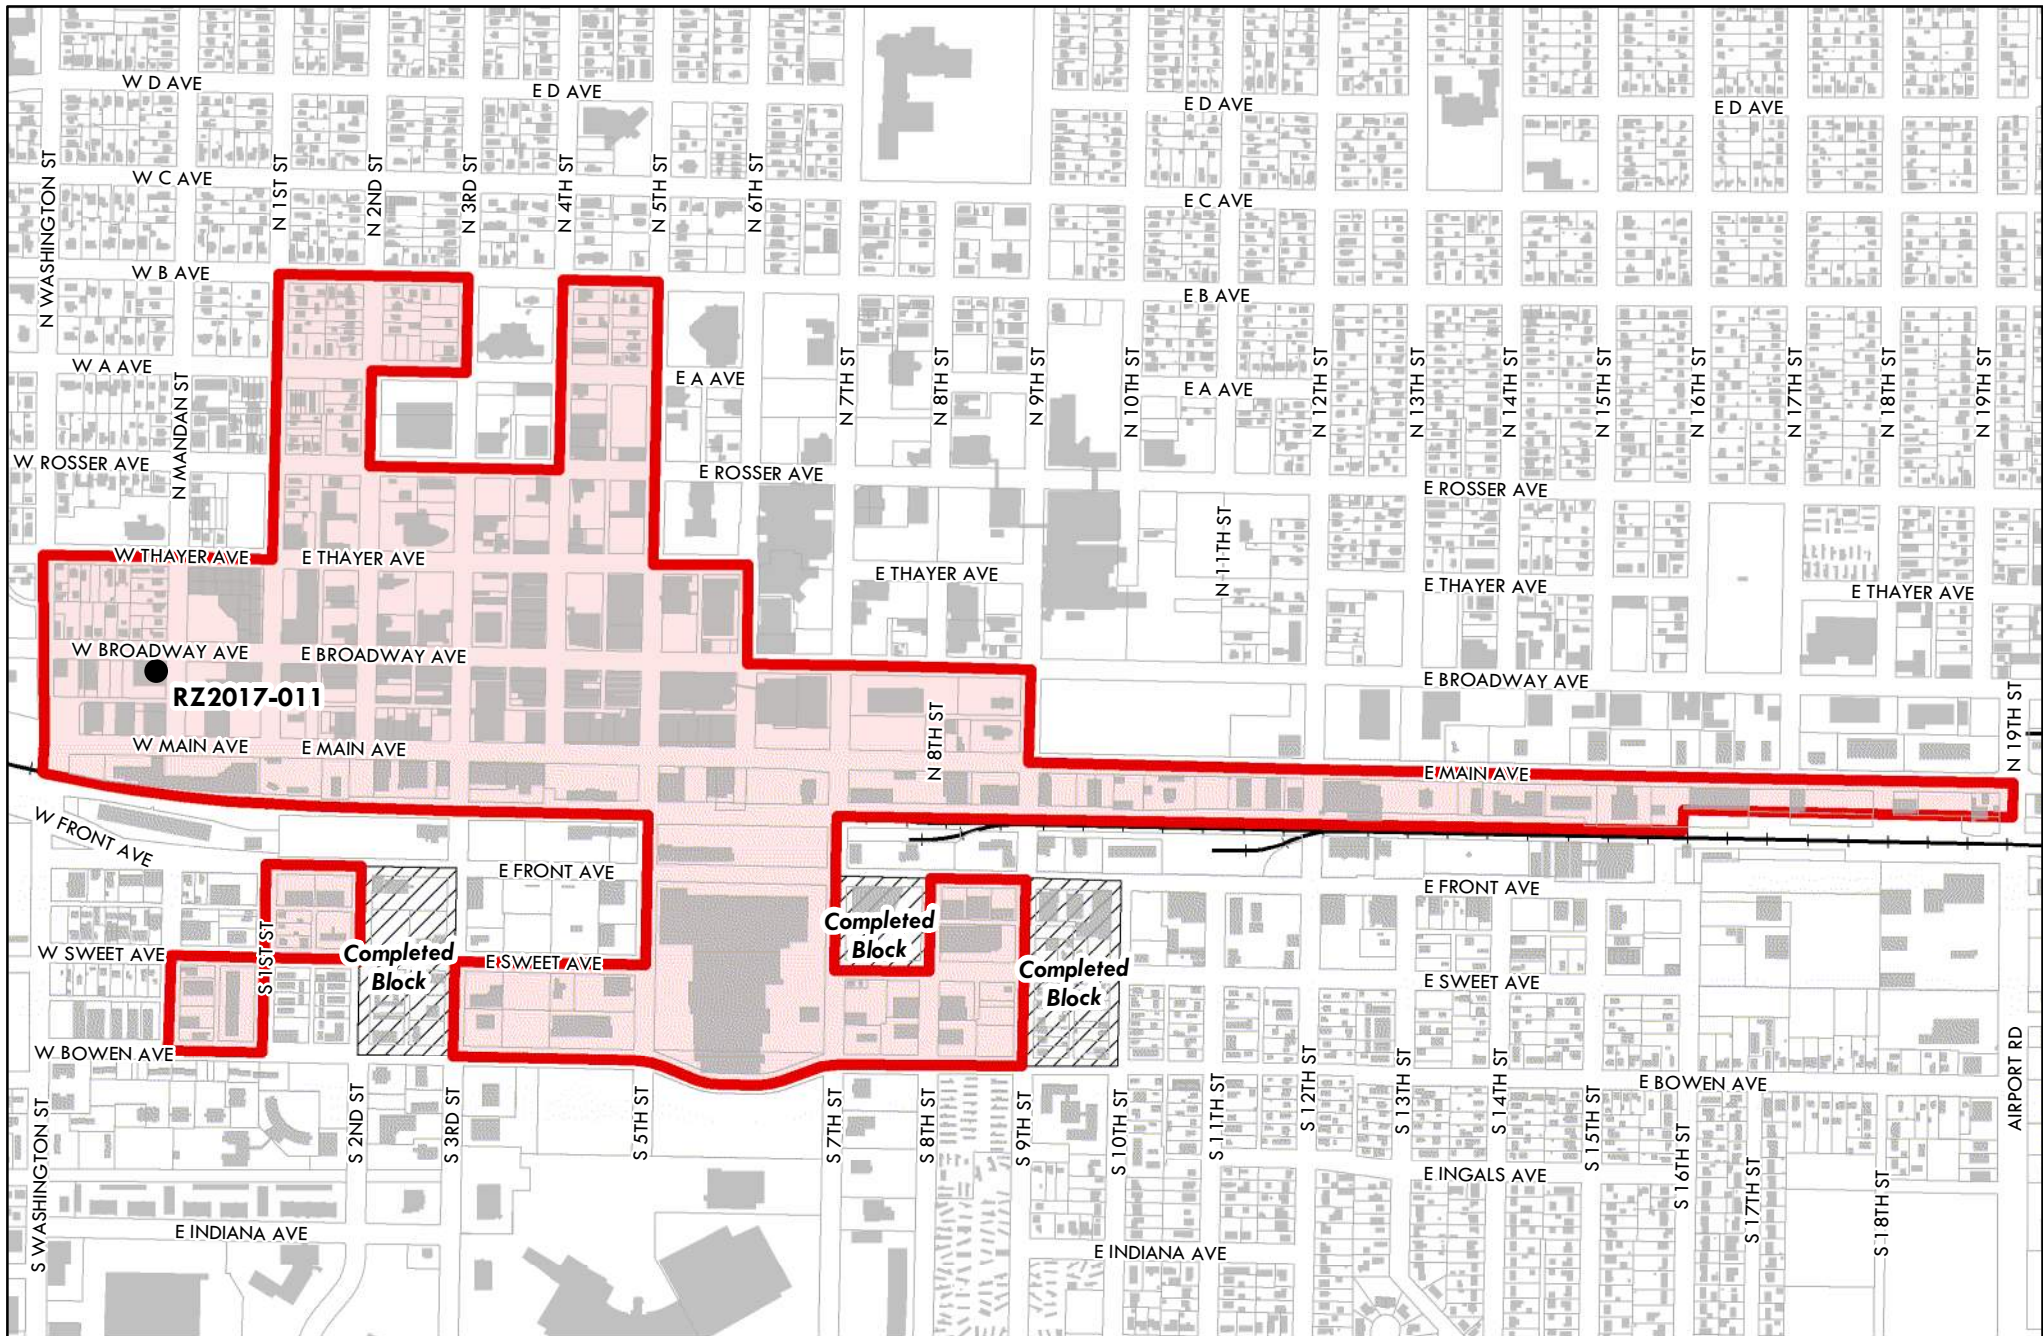 W D AVE
E D AVE
E D AVE
E D AVE
N WASHINGTON ST
W C AVE
N 1ST ST
N 2ND ST
N 3RD ST
N 4TH ST
N 5TH ST
N 6TH ST
E C AVE
W B AVE
E B AVE
W A AVE
N MANDAN ST
E A AVE
N 7TH ST
N 8TH ST
N 9TH ST
N 10TH ST
E A AVE
N 12TH ST
N 13TH ST
N 14TH ST
N 15TH ST
N 16TH ST
N 17TH ST
N 18TH ST
N 19TH ST
W ROSSER AVE
E ROSSER AVE
E ROSSER AVE
N 11TH ST
W THAYER AVE
E THAYER AVE
E THAYER AVE
E THAYER AVE
E THAYER AVE
W BROADWAY AVE
E BROADWAY AVE
E BROADWAY AVE
RZ2017-011
N 8TH ST
N 19TH ST
W MAIN AVE
E MAIN AVE
E MAIN AVE
W FRONT AVE
E FRONT AVE
E FRONT AVE
Completed
Block
Completed
Block
Completed
Block
W SWEET AVE
S 1ST ST
E SWEET AVE
E SWEET AVE
W BOWEN AVE
E BOWEN AVE
AIRPORT RD
S WASHINGTON ST
S 2ND ST
S 3RD ST
S 5TH ST
S 7TH ST
S 8TH ST
S 9TH ST
S 10TH ST
S 11TH ST
S 12TH ST
S 13TH ST
S 14TH ST
S 15TH ST
S 16TH ST
S 17TH ST
S 18TH ST
E INGALS AVE
E INDIANA AVE
E INDIANA AVE